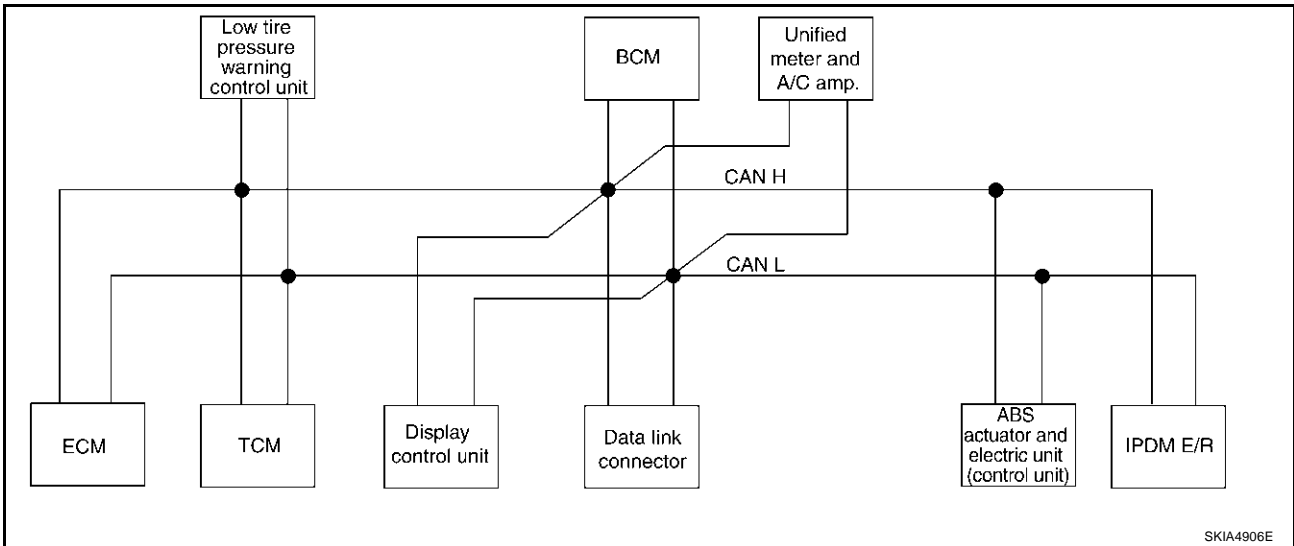 Low tire
pressure
warning
control unit
BCM
Unified
meter and
A/C amp.
CAN H
CAN L
ECM
TCM
Display
control unit
Data link
connector
ABS
actuator and
electric unit
(control unit)
IPDM E/R
SKIA4906E